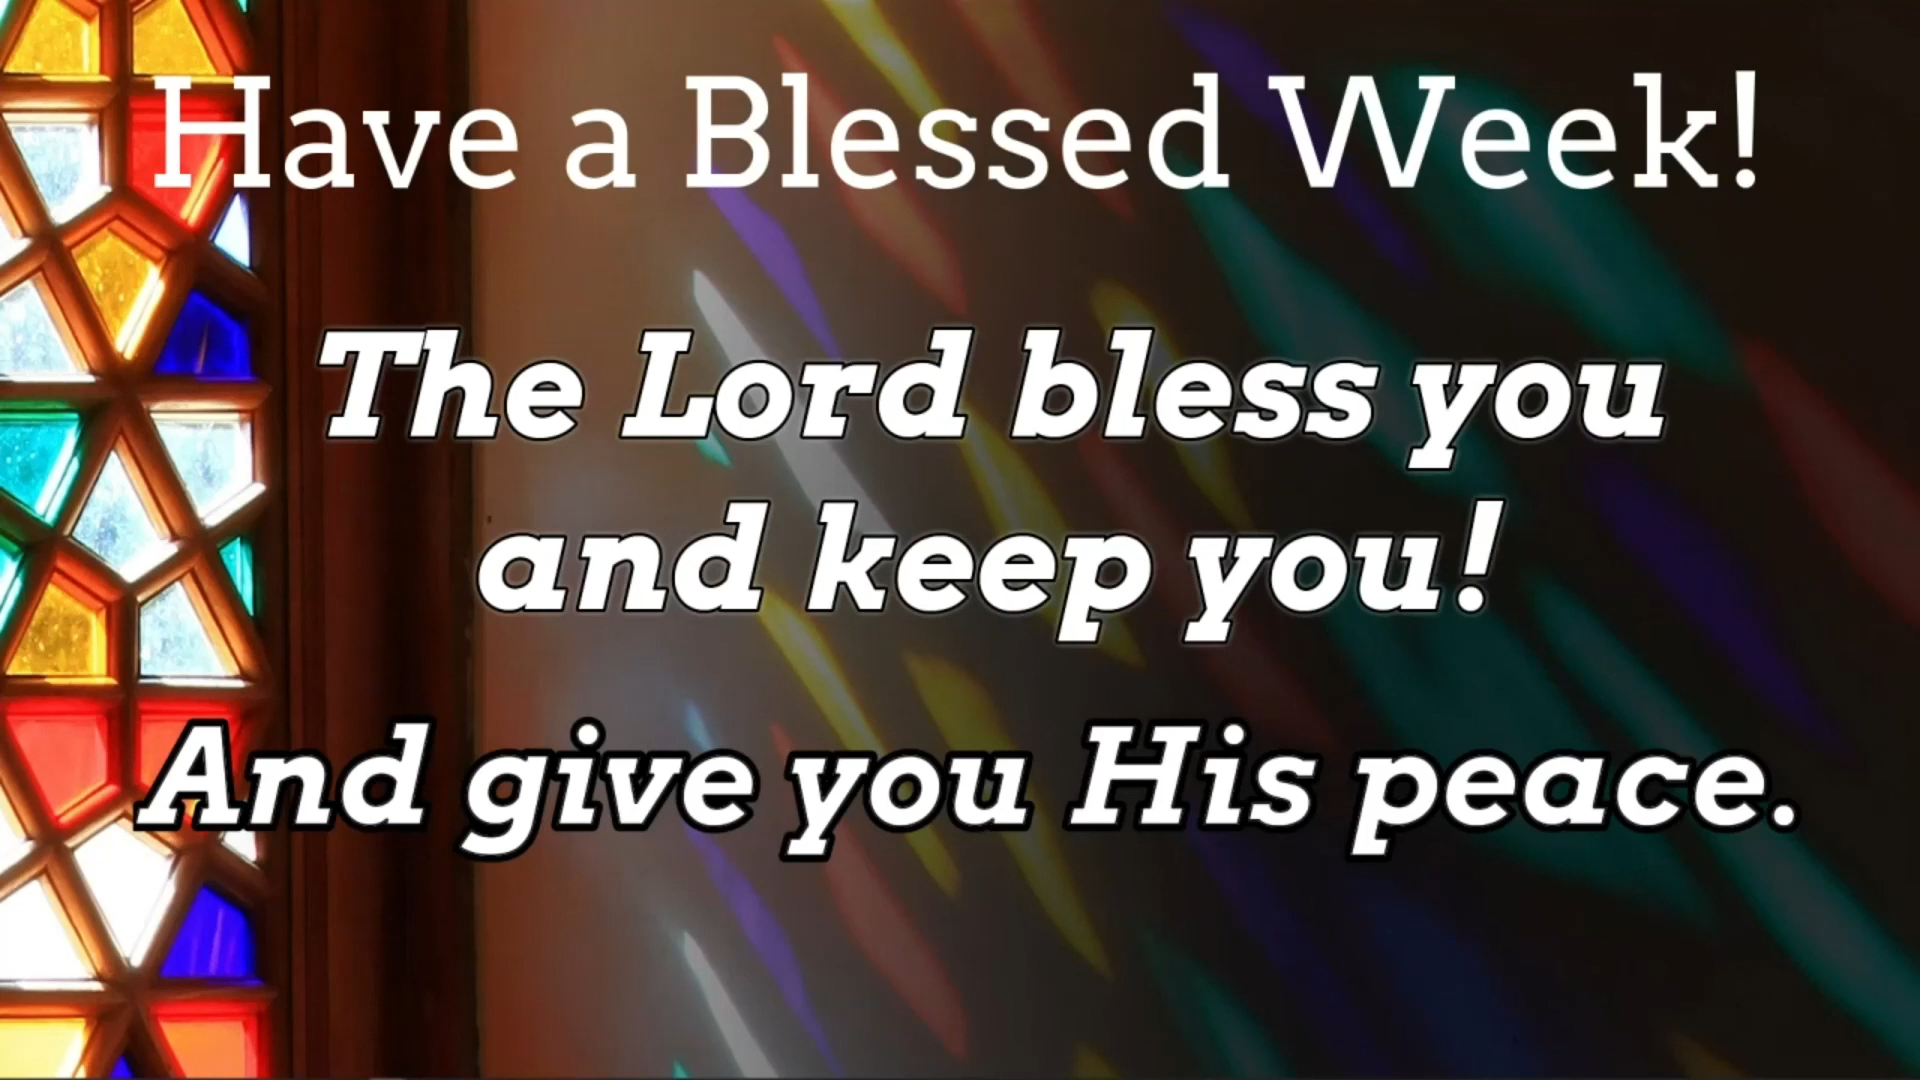 Have a Blessed Week!
The Lord bless you
and keep you!
And give you His peace.